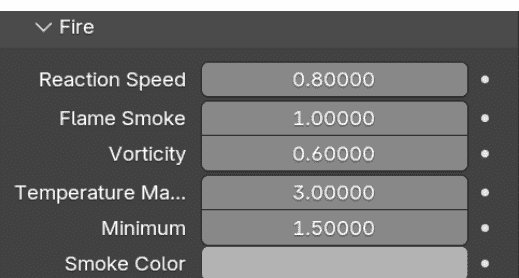 Fire
Reaction Speed 0.80000
Flame Smoke 1.00000
Vorticity 0.60000
Temperature Ma... 3.00000
Minimum 1.50000
Smoke Color